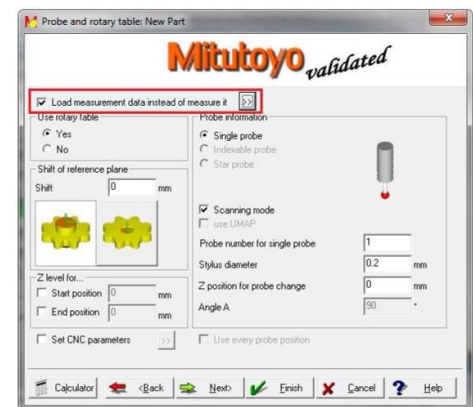 Probe and rotary table: New Part
Mitutoyo validated
Load measurement data instead of measure it >>
Use rotary table
Yes
No
Shift of reference plane
Shift 0 mm
Z level for...
Start position 0 mm
End position 0 mm
Set CNC parameters >>
Probe information
Single probe
Indexable probe
Star probe
Scanning mode
use UMAP
Probe number for single probe 1
Stylus diameter 0.2 mm
Z position for probe change 0 mm
Angle A 90 °
Use every probe position
Calculator <Back Next> Finish Cancel Help